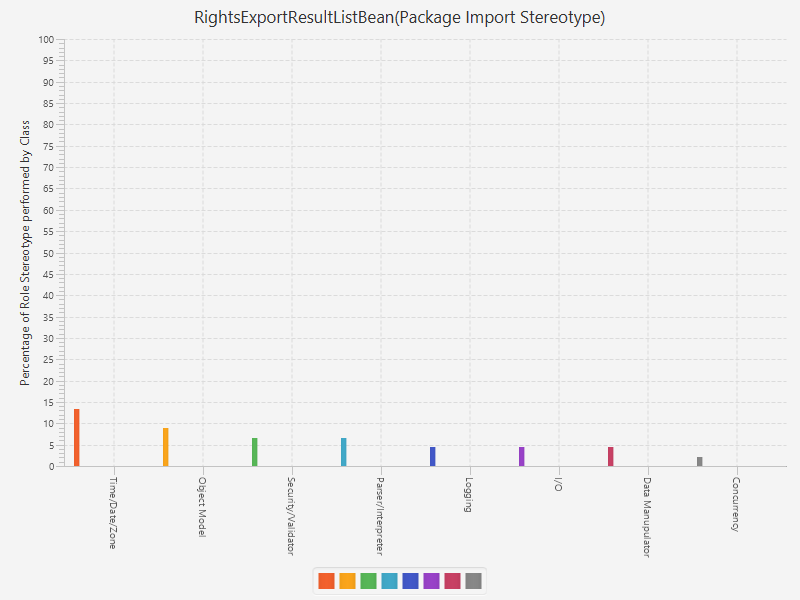 RightsExportResultListBean(Package Import Stereotype)
Percentage of Role Stereotype performed by Class
100
95
90
85
80
75
70
65
60
55
50
45
40
35
30
25
20
15
10
5
0
Time/Date/Zone
Object Model
Security/Validator
Parser/Interpreter
Logging
I/O
Data Manupulator
Concurrency